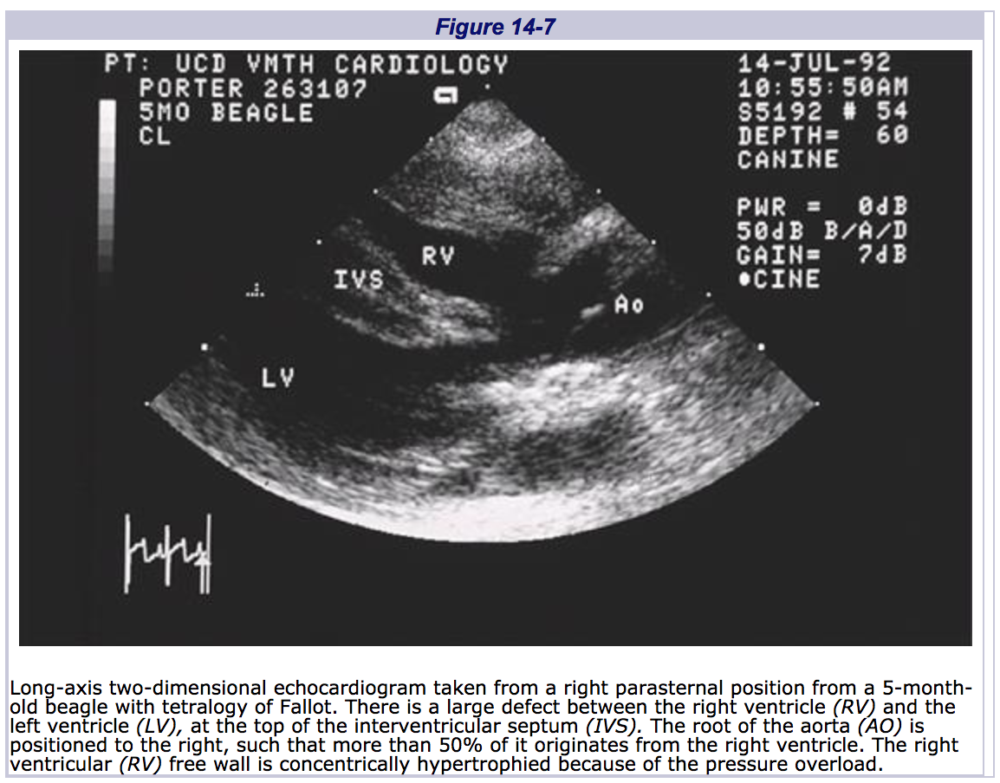 Figure 14-7
PT: UCD VMTH CARDIOLOGY
PORTER 263107
5MO BEAGLE
CL
14-JUL-92
10:55:50AM
S5192 # 54
DEPTH= 60
CANINE
PWR = 0dB
50dB B/A/D
GAIN= 7dB
•CINE
RV
IVS
Ao
LV
Long-axis two-dimensional echocardiogram taken from a right parasternal position from a 5-month-
old beagle with tetralogy of Fallot. There is a large defect between the right ventricle (RV) and the
left ventricle (LV), at the top of the interventricular septum (IVS). The root of the aorta (AO) is
positioned to the right, such that more than 50% of it originates from the right ventricle. The right
ventricular (RV) free wall is concentrically hypertrophied because of the pressure overload.